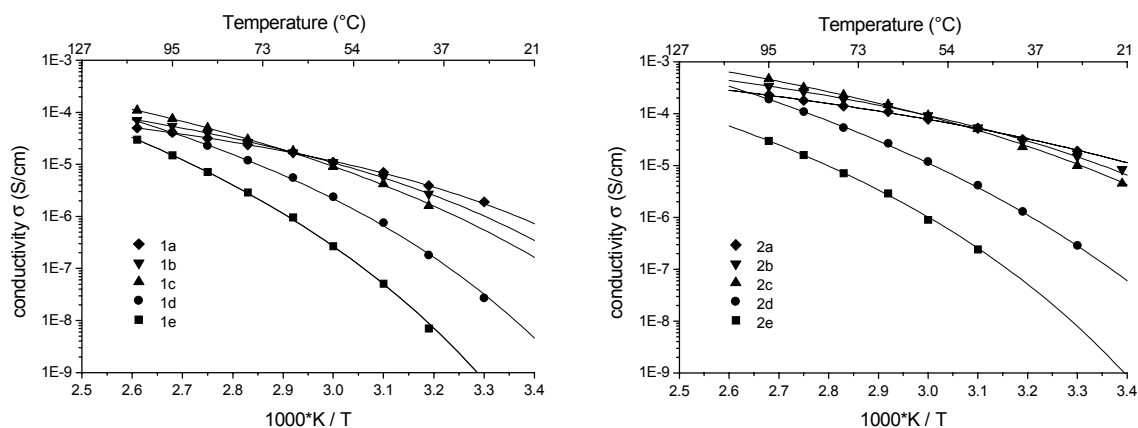 Temperature (°C)
127 95 73 54 37 21
1E-3
1E-4
1E-5
1E-6
1E-7
1E-8
1E-9
conductivity σ (S/cm)
1a
1b
1c
1d
1e
2.5 2.6 2.7 2.8 2.9 3.0 3.1 3.2 3.3 3.4
1000*K / T
Temperature (°C)
127 95 73 54 37 21
1E-3
1E-4
1E-5
1E-6
1E-7
1E-8
1E-9
conductivity σ (S/cm)
2a
2b
2c
2d
2e
2.5 2.6 2.7 2.8 2.9 3.0 3.1 3.2 3.3 3.4
1000*K / T